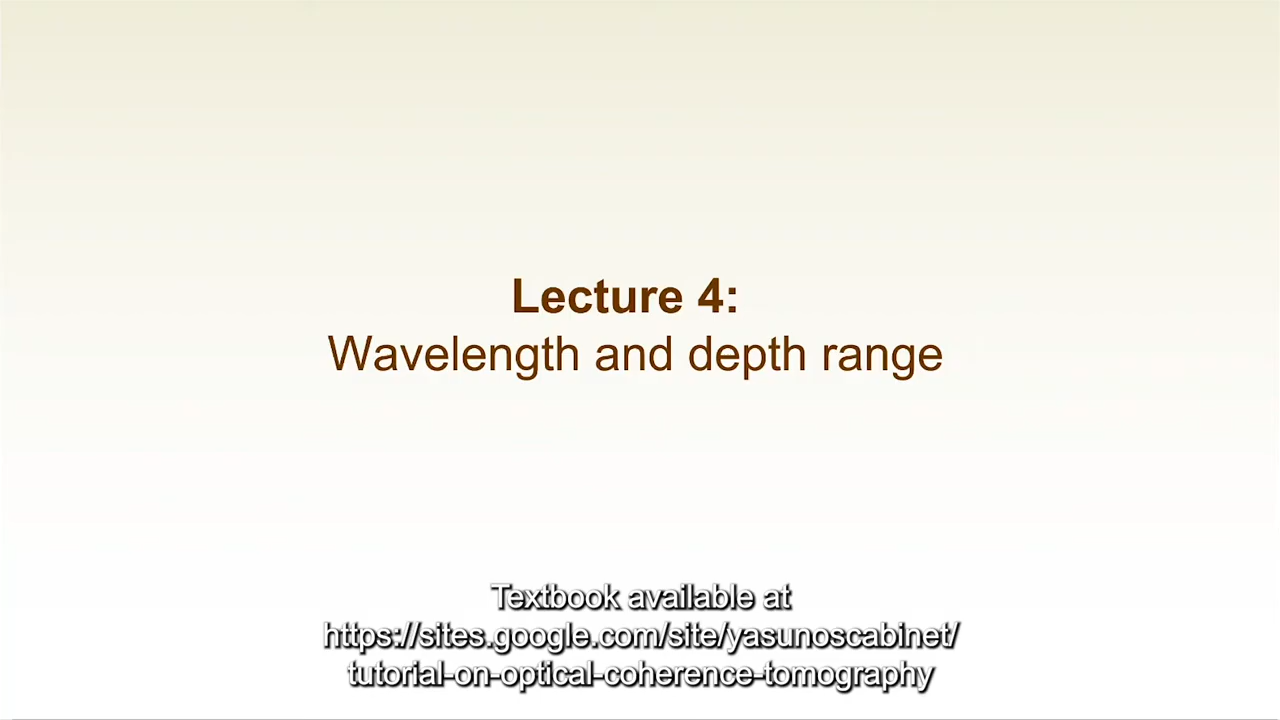 Lecture 4:
Wavelength and depth range
Textbook available at
https://sites.google.com/site/yasunoscabinet/
tutorial-on-optical-coherence-tomography